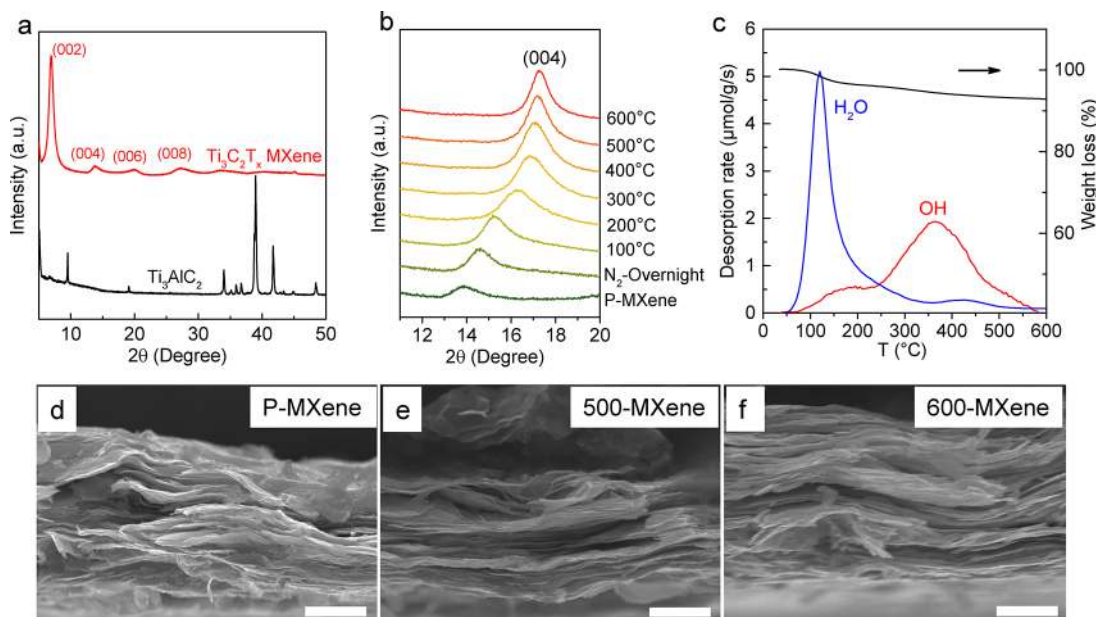 a
(002)
(004)
(006)
(008)
Ti₃C₂Tₓ MXene
Ti₃AlC₂
Intensity (a.u.)
10
20
30
40
50
2θ (Degree)
b
(004)
600°C
500°C
400°C
300°C
200°C
100°C
N₂-Overnight
P-MXene
Intensity (a.u.)
12
14
16
18
20
2θ (Degree)
c
H₂O
OH
Desorption rate (μmol/g/s)
6
5
4
3
2
1
0
Weight loss (%)
100
80
60
0
100
200
300
400
500
600
T (°C)
d
P-MXene
e
500-MXene
f
600-MXene